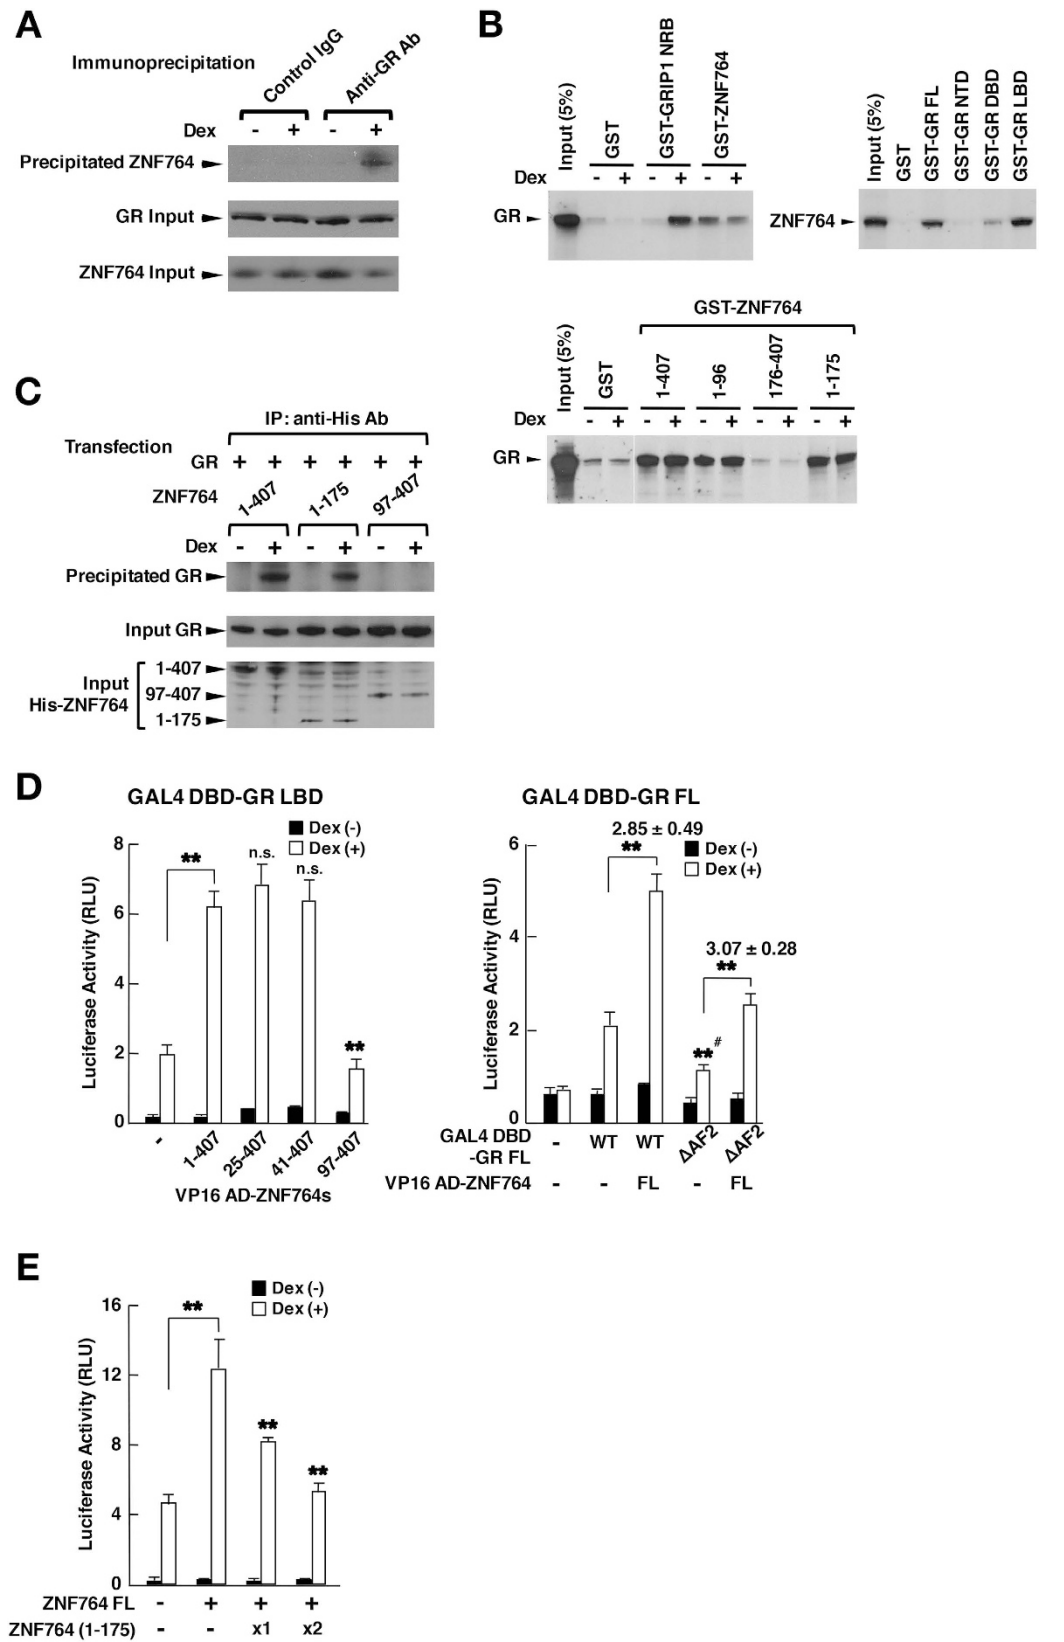 A
Immunoprecipitation
Control IgG
Anti-GR Ab
Dex - + - +
Precipitated ZNF764
GR Input
ZNF764 Input
B
Input (5%)
GST
GST-GRIP1 NRB
GST-ZNF764
Dex - + - + - +
GR
Input (5%)
GST
GST-GR FL
GST-GR NTD
GST-GR DBD
GST-GR LBD
ZNF764
GST-ZNF764
Input (5%)
GST
1-407
1-96
176-407
1-175
Dex - + - + - + - + - +
GR
C
IP: anti-His Ab
Transfection
GR + + + + + +
ZNF764 1-407 1-175 97-407
Dex - + - + - +
Precipitated GR
Input GR
Input His-ZNF764
1-407
97-407
1-175
D
GAL4 DBD-GR LBD
Dex (-)
Dex (+)
Luciferase Activity (RLU)
8
6
4
2
0
** n.s. n.s. **
- 1-407 25-407 41-407 97-407
VP16 AD-ZNF764s
GAL4 DBD-GR FL
2.85 ± 0.49
**
Dex (-)
Dex (+)
3.07 ± 0.28
**
**#
Luciferase Activity (RLU)
6
4
2
0
GAL4 DBD -GR FL - WT WT ΔAF2 ΔAF2
VP16 AD-ZNF764 - - FL - FL
E
Dex (-)
Dex (+)
Luciferase Activity (RLU)
16
12
8
4
0
** ** **
ZNF764 FL - + + +
ZNF764 (1-175) - - x1 x2